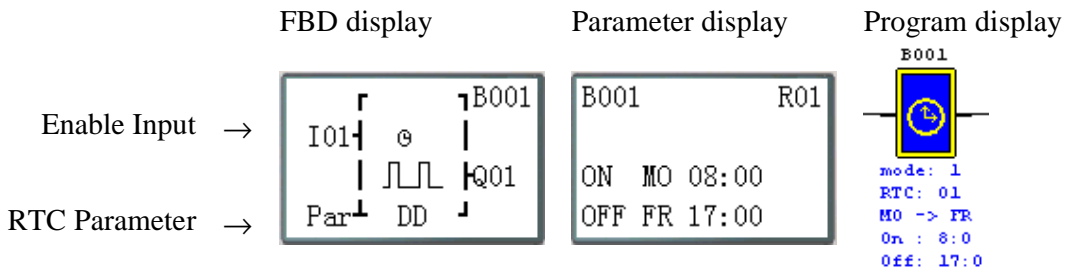 FBD display
Parameter display
Program display
Enable Input →
RTC Parameter →
B001
I01
Q01
Par
DD
B001 R01
ON MO 08:00
OFF FR 17:00
B001
mode: 1
RTC: 01
MO -> FR
On : 8:0
Off: 17:0